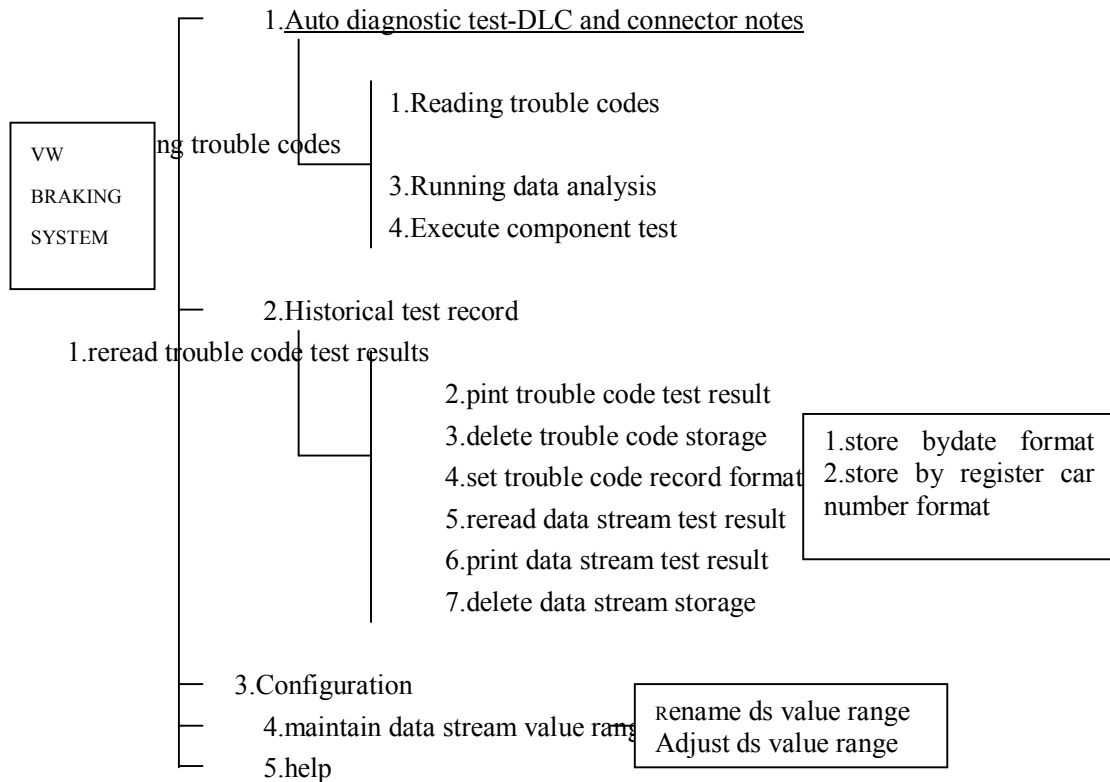 1.Auto diagnostic test-DLC and connector notes
1.Reading trouble codes
ng trouble codes
VW
BRAKING
SYSTEM
3.Running data analysis
4.Execute component test
2.Historical test record
1.reread trouble code test results
2.pint trouble code test result
3.delete trouble code storage
4.set trouble code record format
5.reread data stream test result
6.print data stream test result
7.delete data stream storage
1.store bydate format
2.store by register car
number format
3.Configuration
4.maintain data stream value rang
Rename ds value range
Adjust ds value range
5.help